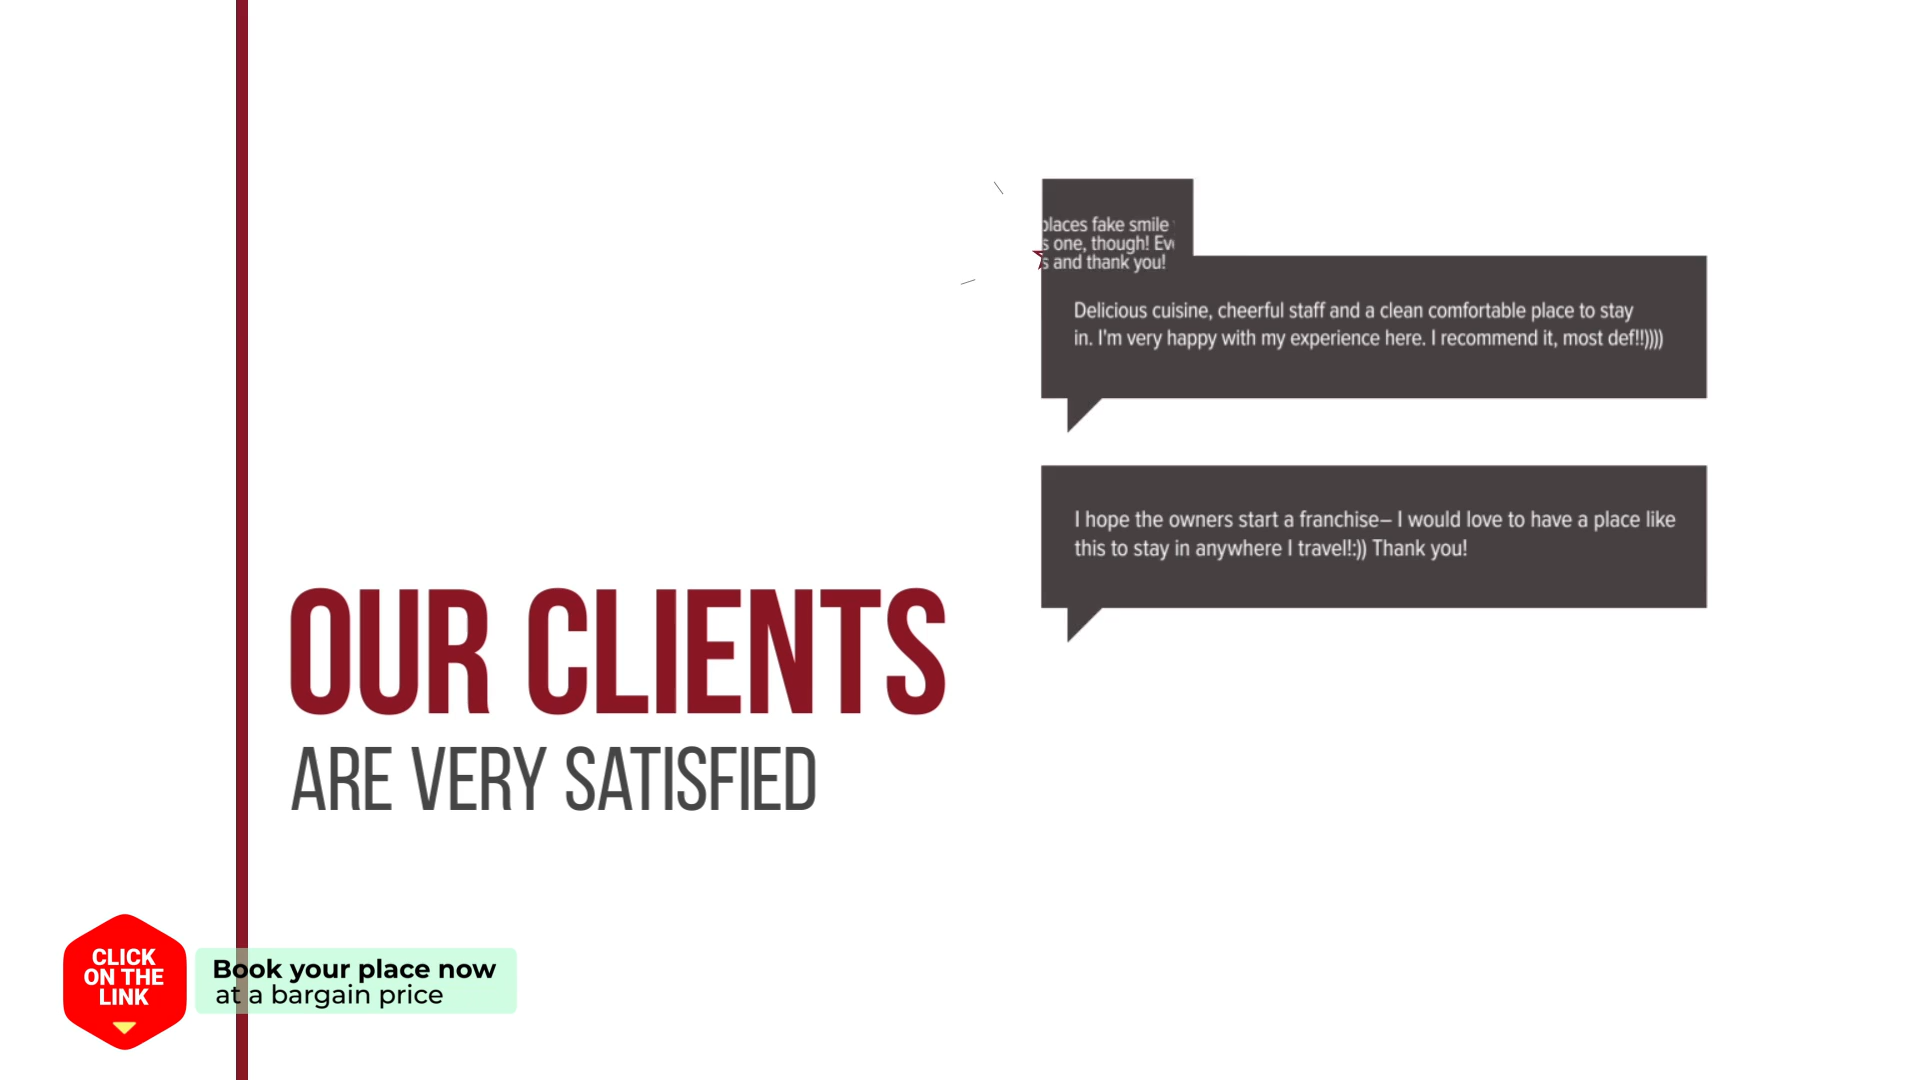 places fake smile
s one, though!
s and thank you!
Delicious cuisine, cheerful staff and a clean comfortable place to stay
in. I'm very happy with my experience here. I recommend it, most def!!))))
I hope the owners start a franchise– I would love to have a place like
this to stay in anywhere I travel!:)) Thank you!
OUR CLIENTS
ARE VERY SATISFIED
CLICK
ON THE
LINK
Book your place now
at a bargain price